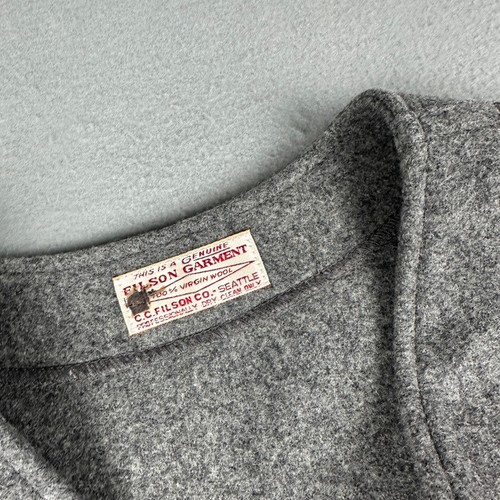 THIS IS A GENUINE
FILSON GARMENT
100% VIRGIN WOOL
C.C. FILSON CO. - SEATTLE
PROFESSIONALLY DRY CLEAN ONLY